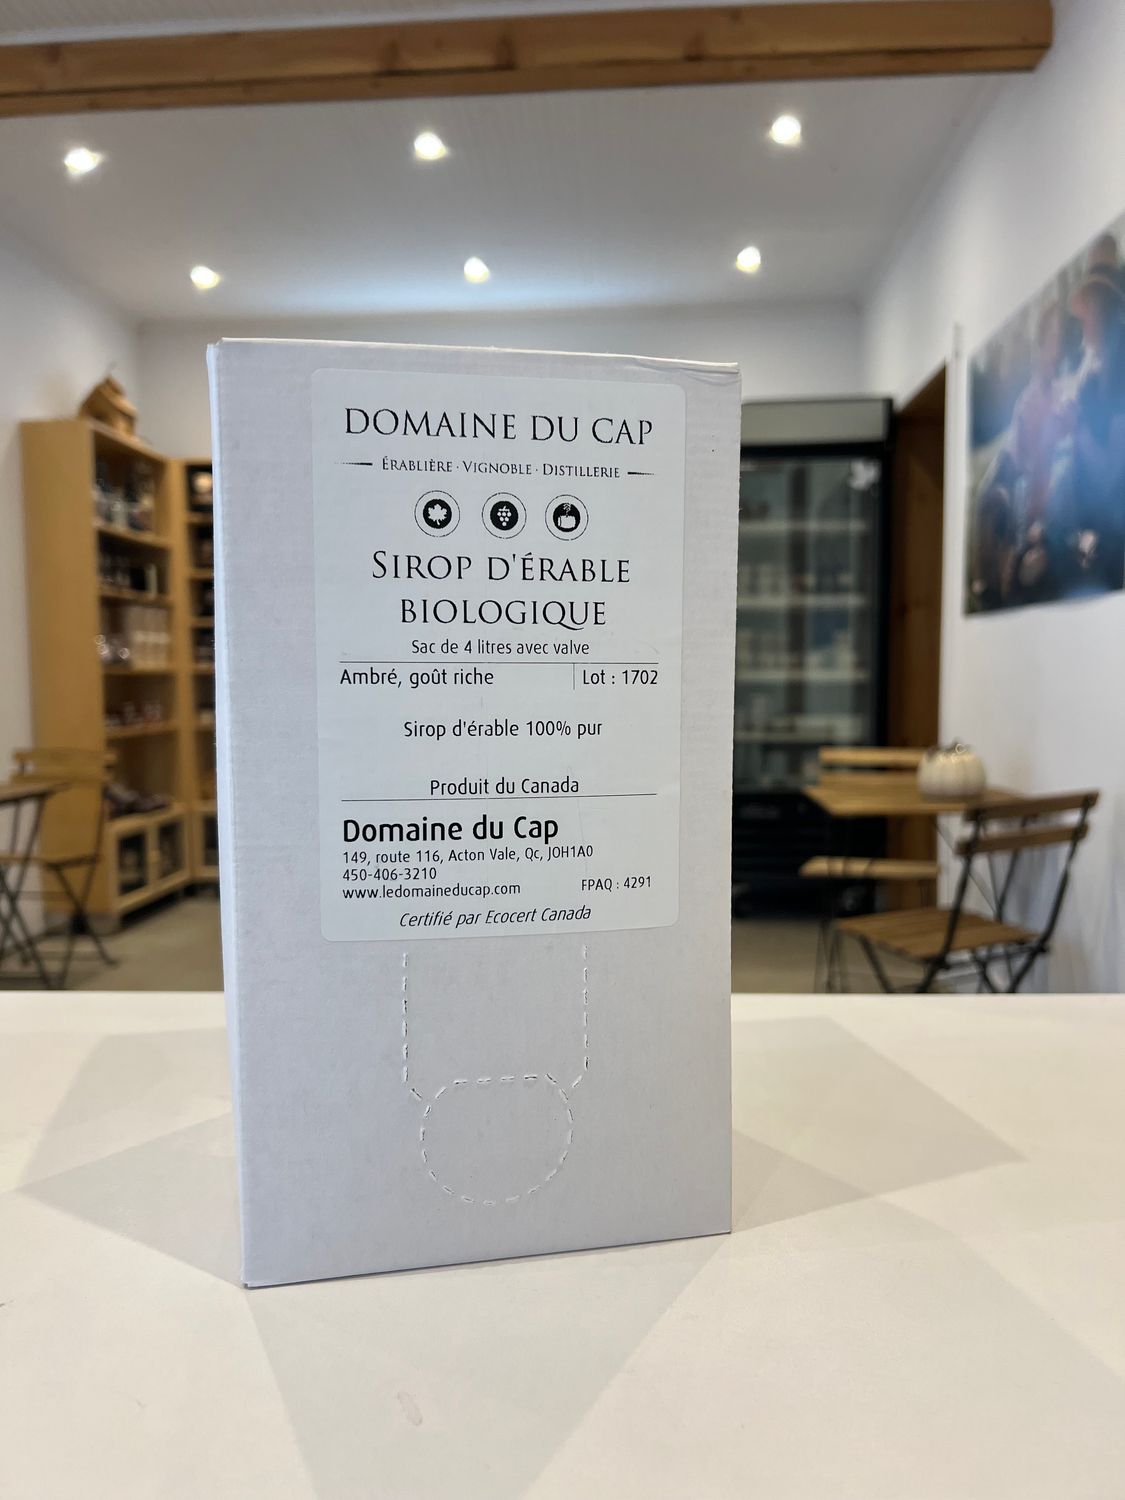 DOMAINE DU CAP
ÉRABLIÈRE · VIGNOBLE · DISTILLERIE
SIROP D'ÉRABLE
BIOLOGIQUE
Sac de 4 litres avec valve
Ambré, goût riche Lot : 1702
Sirop d'érable 100% pur
Produit du Canada
Domaine du Cap
149, route 116, Acton Vale, Qc, J0H1A0
450-406-3210
www.ledomaineducap.com FPAQ : 4291
Certifié par Ecocert Canada